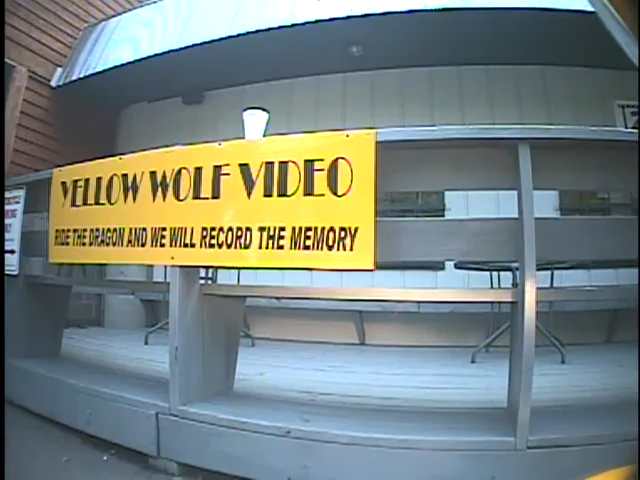 YELLOW WOLF VIDEO
RIDE THE DRAGON AND WE WILL RECORD THE MEMORY